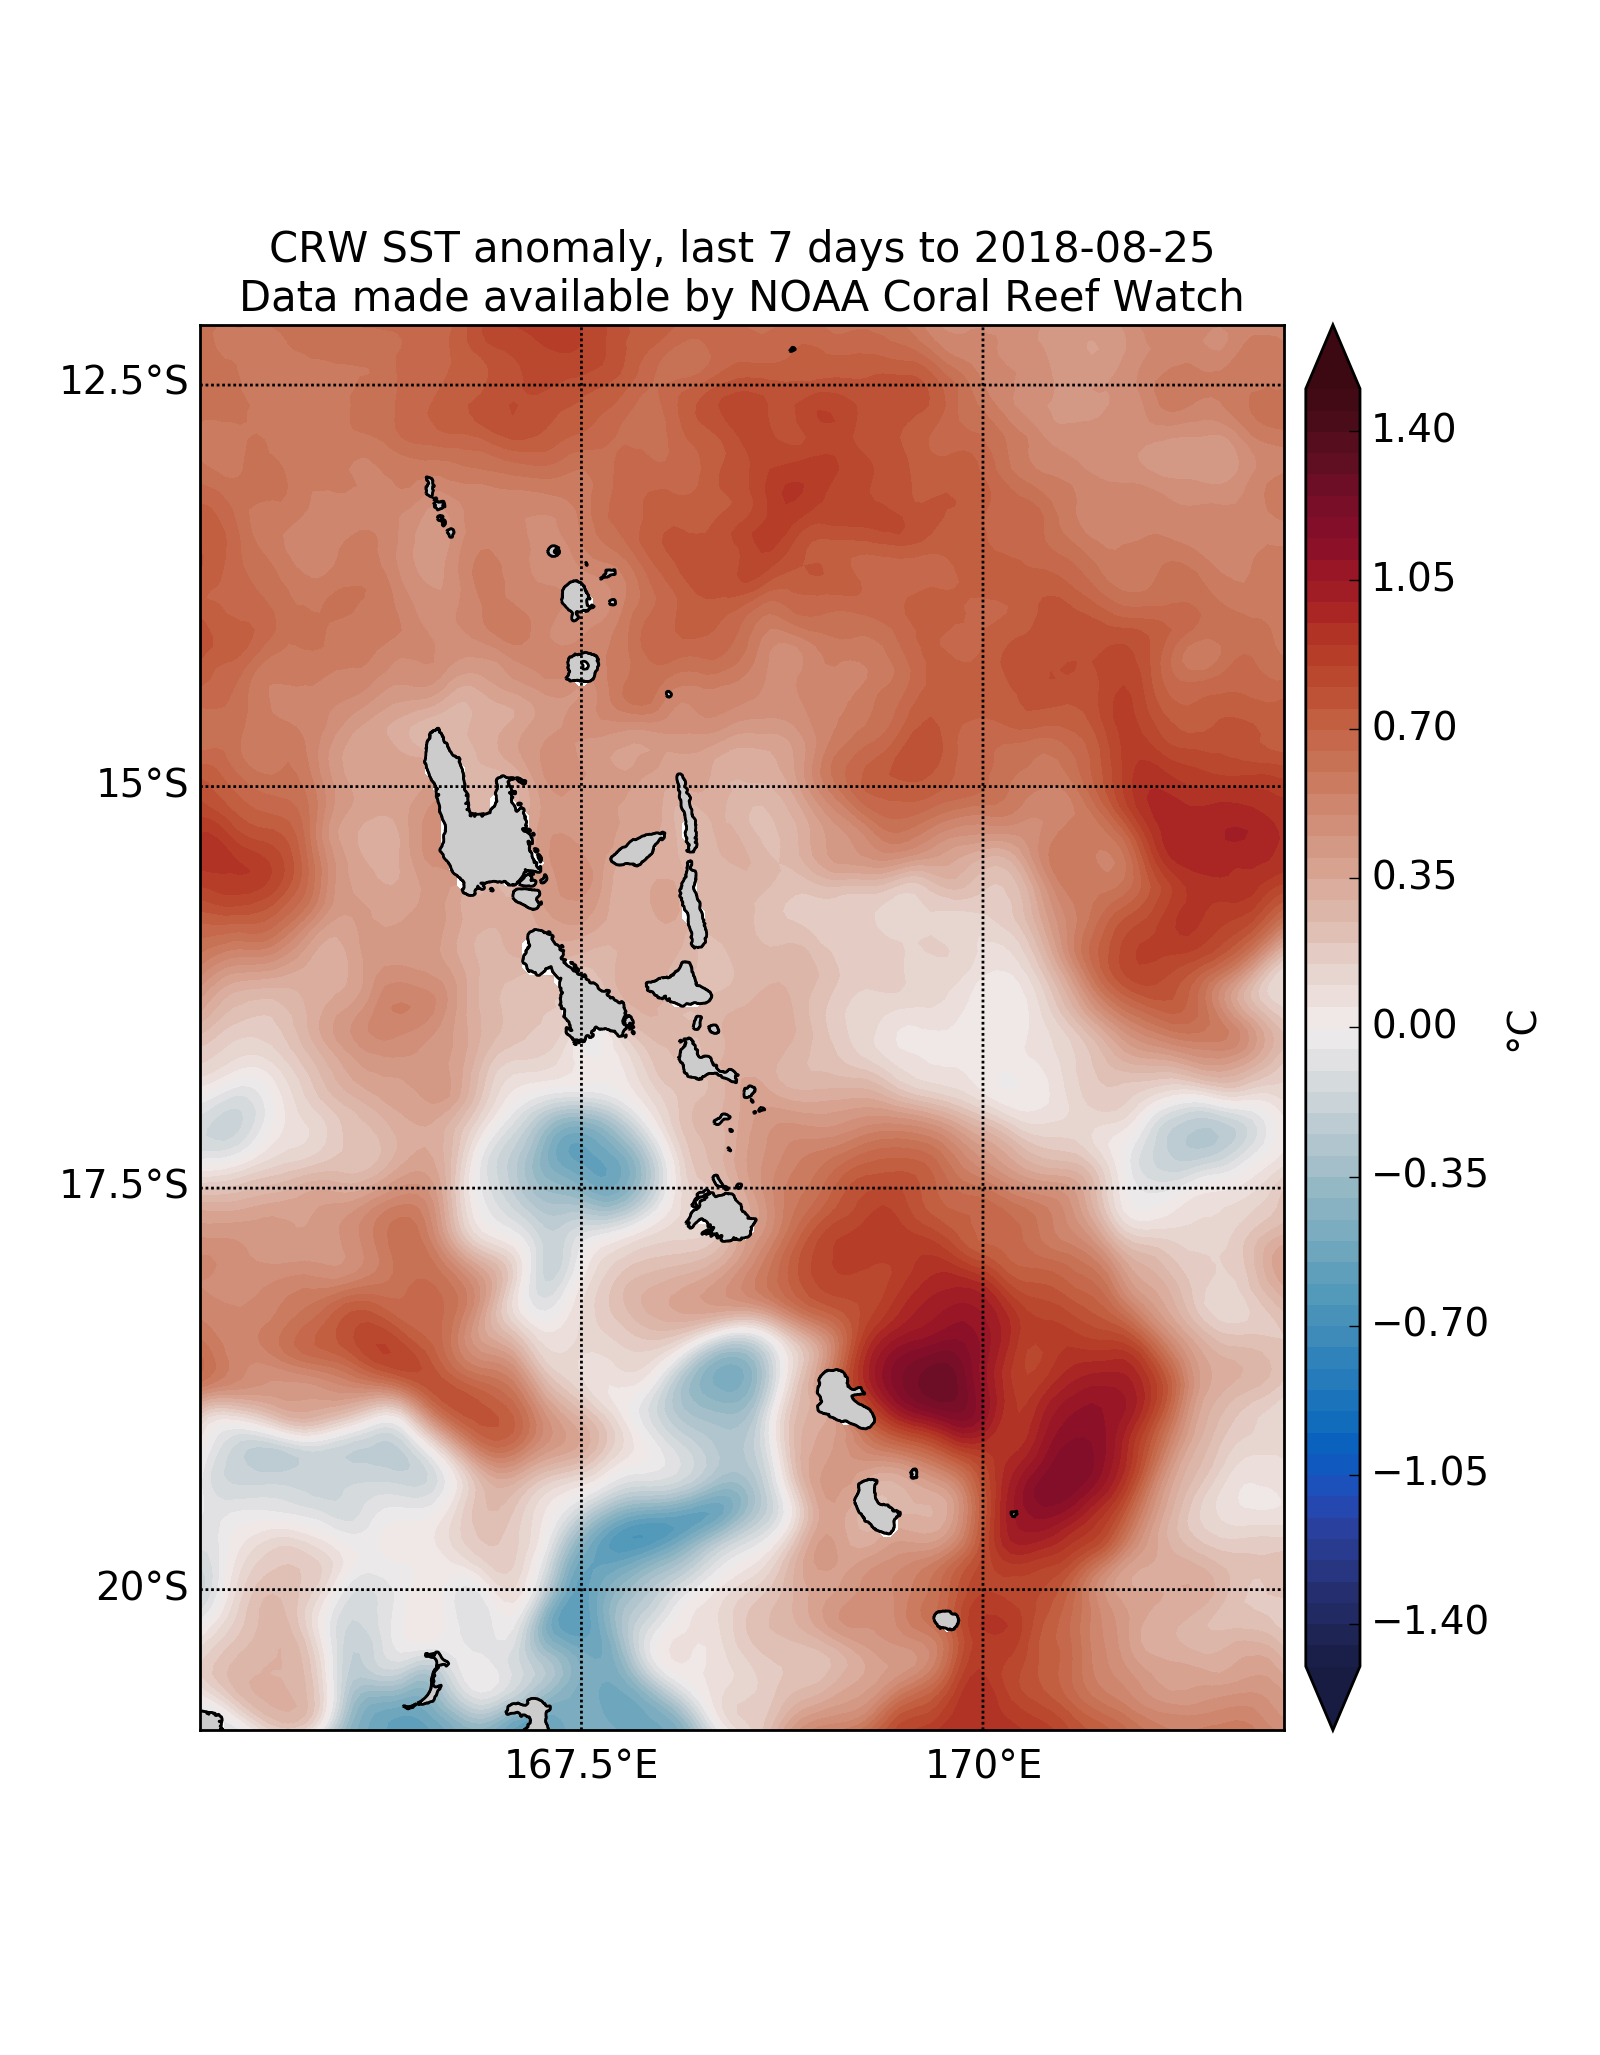 CRW SST anomaly, last 7 days to 2018-08-25
Data made available by NOAA Coral Reef Watch
12.5°S
15°S
17.5°S
20°S
167.5°E
170°E
1.40
1.05
0.70
0.35
0.00
−0.35
−0.70
−1.05
−1.40
°C